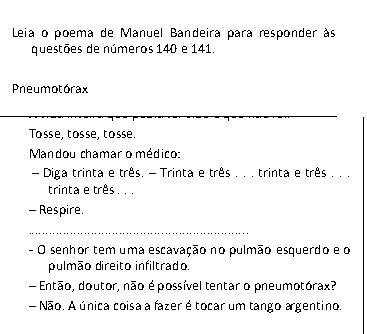 Leia o poema de Manuel Bandeira para responder às
questões de números 140 e 141.
Pneumotórax
Tosse, tosse, tosse.
Mandou chamar o médico:
– Diga trinta e três. – Trinta e três . . . trinta e três . . .
trinta e três . . .
– Respire.
...............................................................
- O senhor tem uma escavação no pulmão esquerdo e o
pulmão direito infiltrado.
– Então, doutor, não é possível tentar o pneumotórax?
– Não. A única coisa a fazer é tocar um tango argentino.